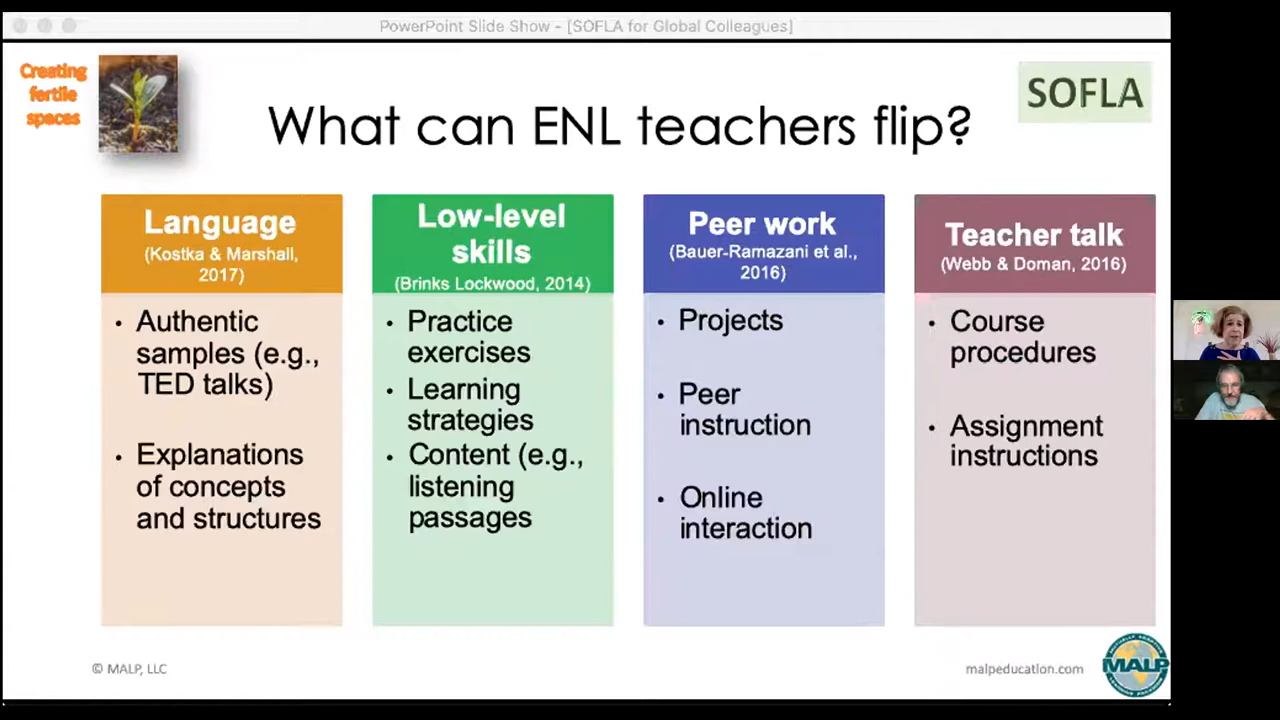 PowerPoint Slide Show - [SOFLA for Global Colleagues]
Creating
fertile
spaces
SOFLA
What can ENL teachers flip?
Language
(Kostka & Marshall,
2017)
• Authentic
samples (e.g.,
TED talks)
• Explanations
of concepts
and structures
Low-level
skills
(Brinks Lockwood, 2014)
• Practice
exercises
• Learning
strategies
• Content (e.g.,
listening
passages
Peer work
(Bauer-Ramazani et al.,
2016)
• Projects
• Peer
instruction
• Online
interaction
Teacher talk
(Webb & Doman, 2016)
• Course
procedures
• Assignment
instructions
© MALP, LLC
malpeducation.com
MALP